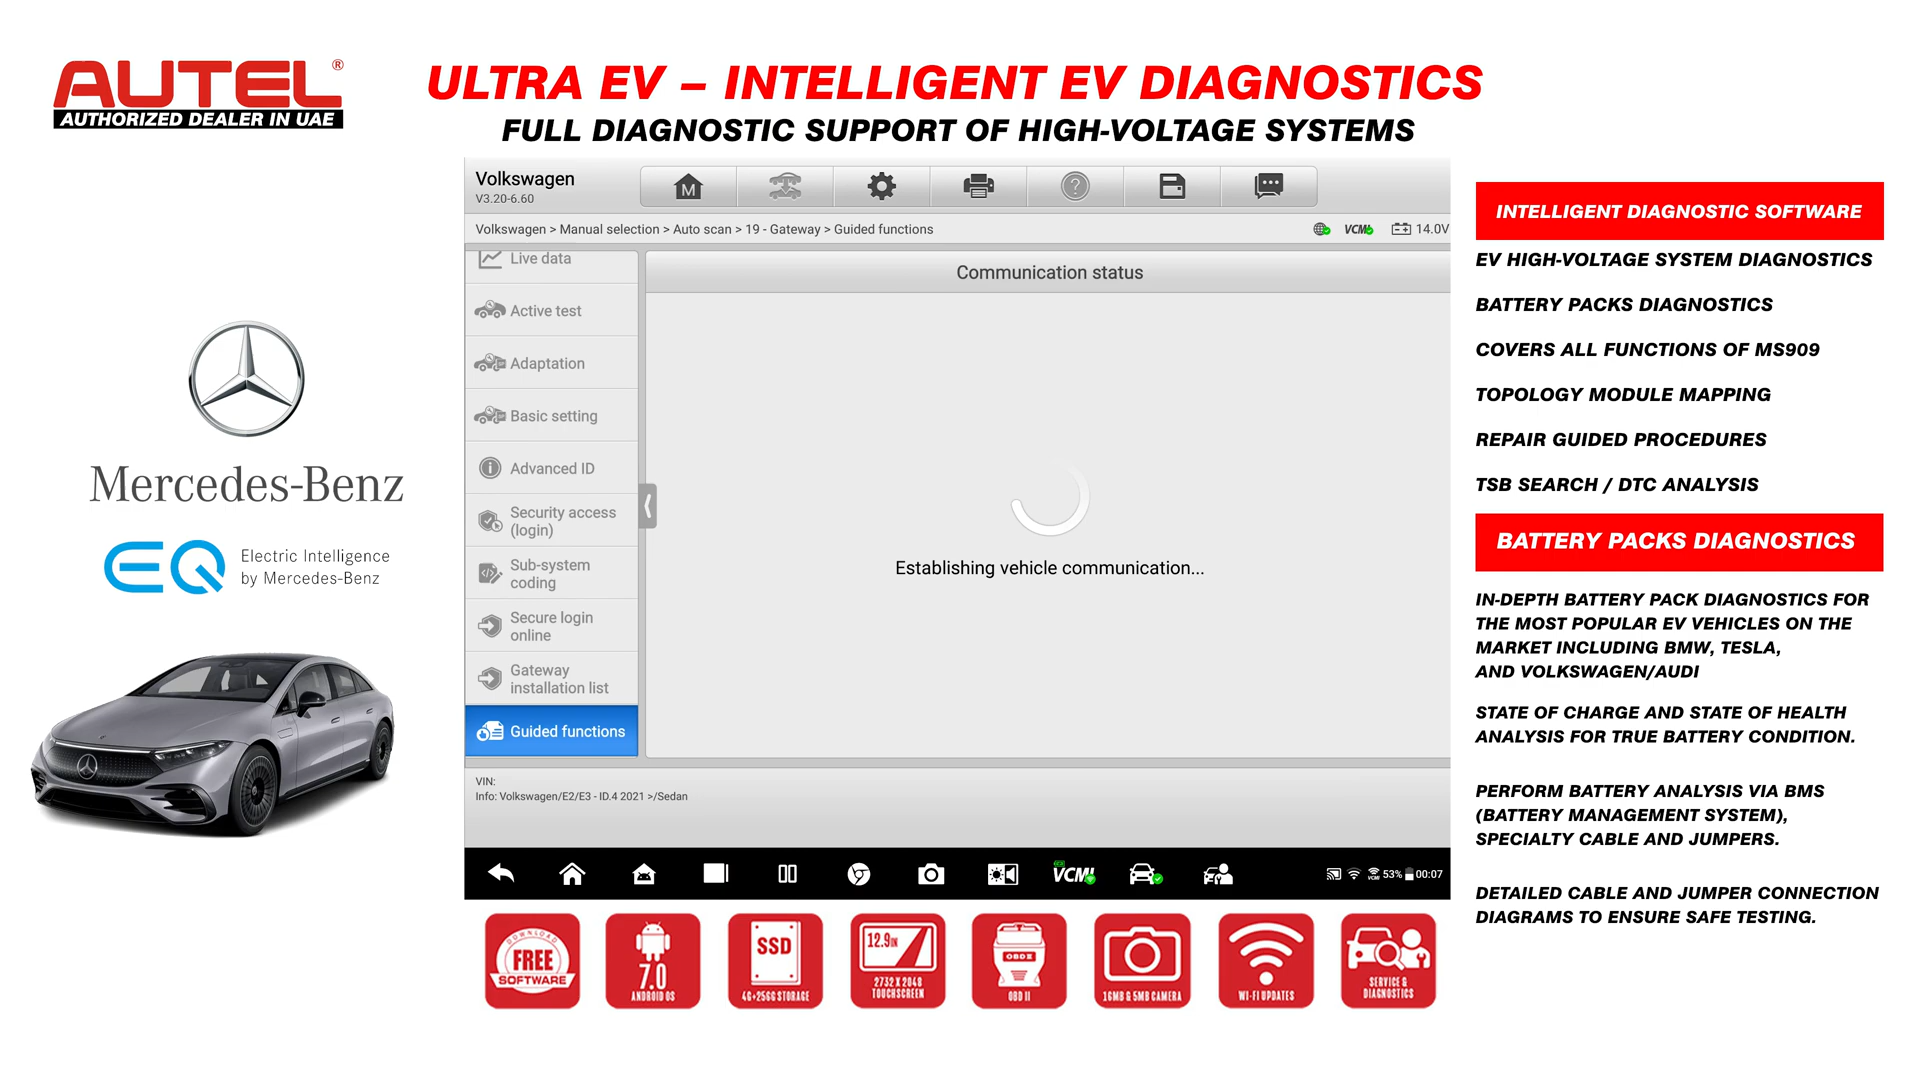 AUTEL®
AUTHORIZED DEALER IN UAE
ULTRA EV – INTELLIGENT EV DIAGNOSTICS
FULL DIAGNOSTIC SUPPORT OF HIGH-VOLTAGE SYSTEMS
Mercedes-Benz
EQ
Electric Intelligence
by Mercedes-Benz
Volkswagen
V3.20-6.60
M
?
Volkswagen > Manual selection > Auto scan > 19 - Gateway > Guided functions
VCMI
14.0V
Live data
Active test
Adaptation
Basic setting
Advanced ID
Security access
(login)
Sub-system
coding
Secure login
online
Gateway
installation list
Guided functions
Communication status
Establishing vehicle communication...
VIN:
Info: Volkswagen/E2/E3 - ID.4 2021 >/Sedan
VCMI
VCMI
53%
00:07
INTELLIGENT DIAGNOSTIC SOFTWARE
EV HIGH-VOLTAGE SYSTEM DIAGNOSTICS
BATTERY PACKS DIAGNOSTICS
COVERS ALL FUNCTIONS OF MS909
TOPOLOGY MODULE MAPPING
REPAIR GUIDED PROCEDURES
TSB SEARCH / DTC ANALYSIS
BATTERY PACKS DIAGNOSTICS
IN-DEPTH BATTERY PACK DIAGNOSTICS FOR
THE MOST POPULAR EV VEHICLES ON THE
MARKET INCLUDING BMW, TESLA,
AND VOLKSWAGEN/AUDI
STATE OF CHARGE AND STATE OF HEALTH
ANALYSIS FOR TRUE BATTERY CONDITION.
PERFORM BATTERY ANALYSIS VIA BMS
(BATTERY MANAGEMENT SYSTEM),
SPECIALTY CABLE AND JUMPERS.
DETAILED CABLE AND JUMPER CONNECTION
DIAGRAMS TO ENSURE SAFE TESTING.
DOWNLOAD
FREE
SOFTWARE
7.0
ANDROID OS
SSD
4G+256G STORAGE
12.9IN
2732 X 2048
TOUCHSCREEN
OBD II
OBD II
16MB & 5MB CAMERA
WI-FI UPDATES
SERVICE &
DIAGNOSTICS